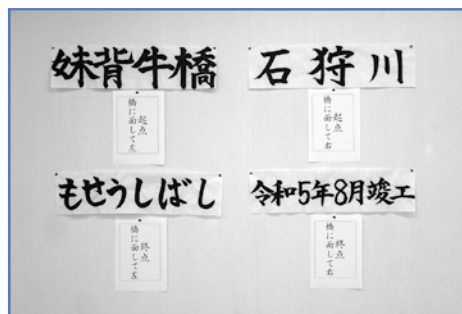 妹背牛橋
起点
橋に面して左
石狩川
起点
橋に面して右
もせうしばし
終点
橋に面して左
令和5年8月竣工
終点
橋に面して右